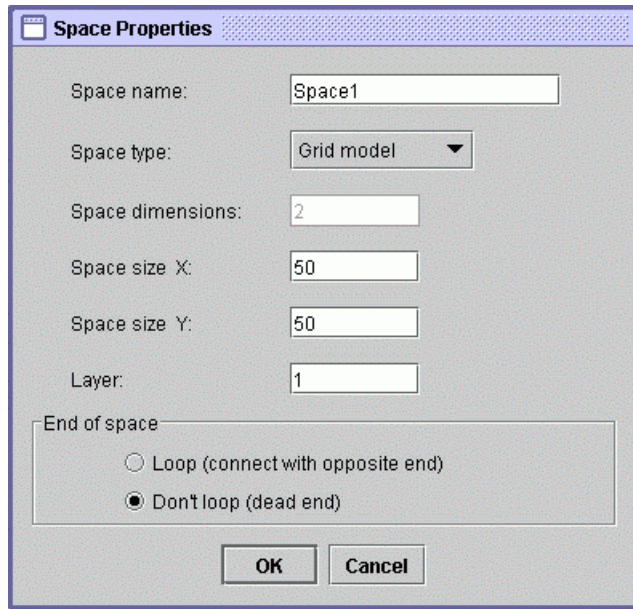 Space Properties
Space name: Space1
Space type: Grid model
Space dimensions: 2
Space size X: 50
Space size Y: 50
Layer: 1
End of space
Loop (connect with opposite end)
Don't loop (dead end)
OK Cancel